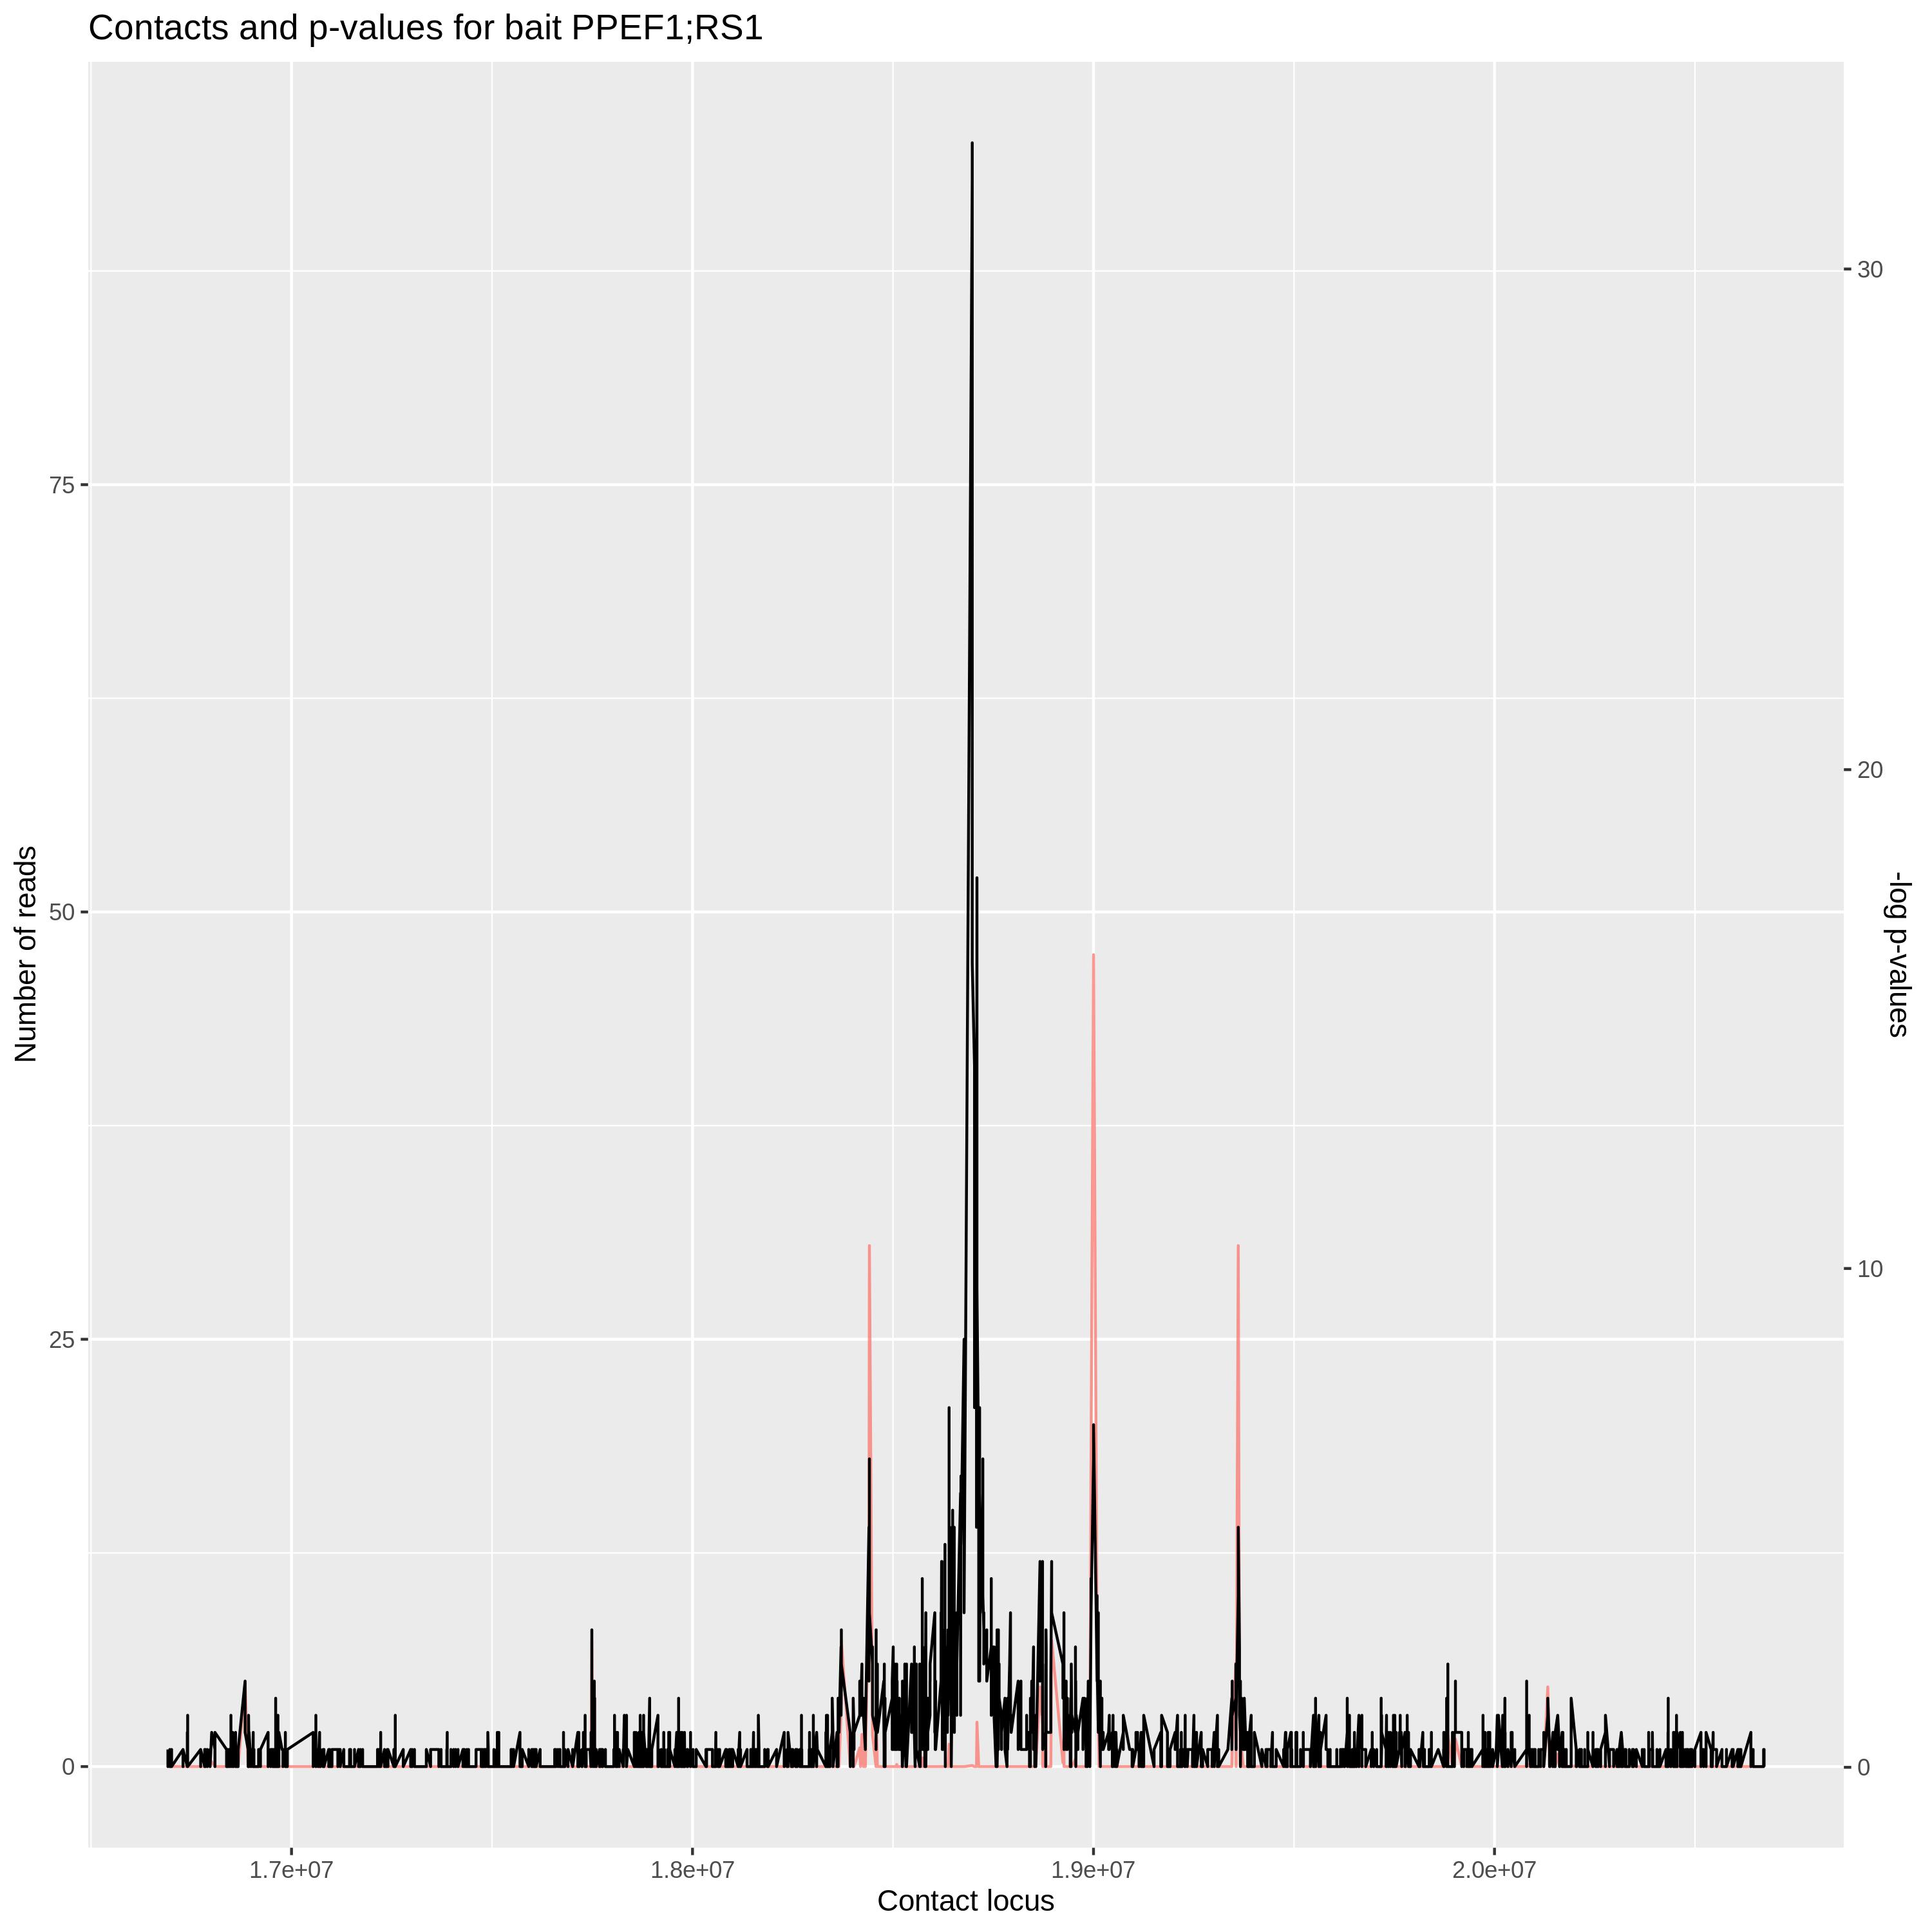 Contacts and p-values for bait PPEF1;RS1
Number of reads
75
50
25
0
30
20
10
0
-log p-values
1.7e+07
1.8e+07
1.9e+07
2.0e+07
Contact locus